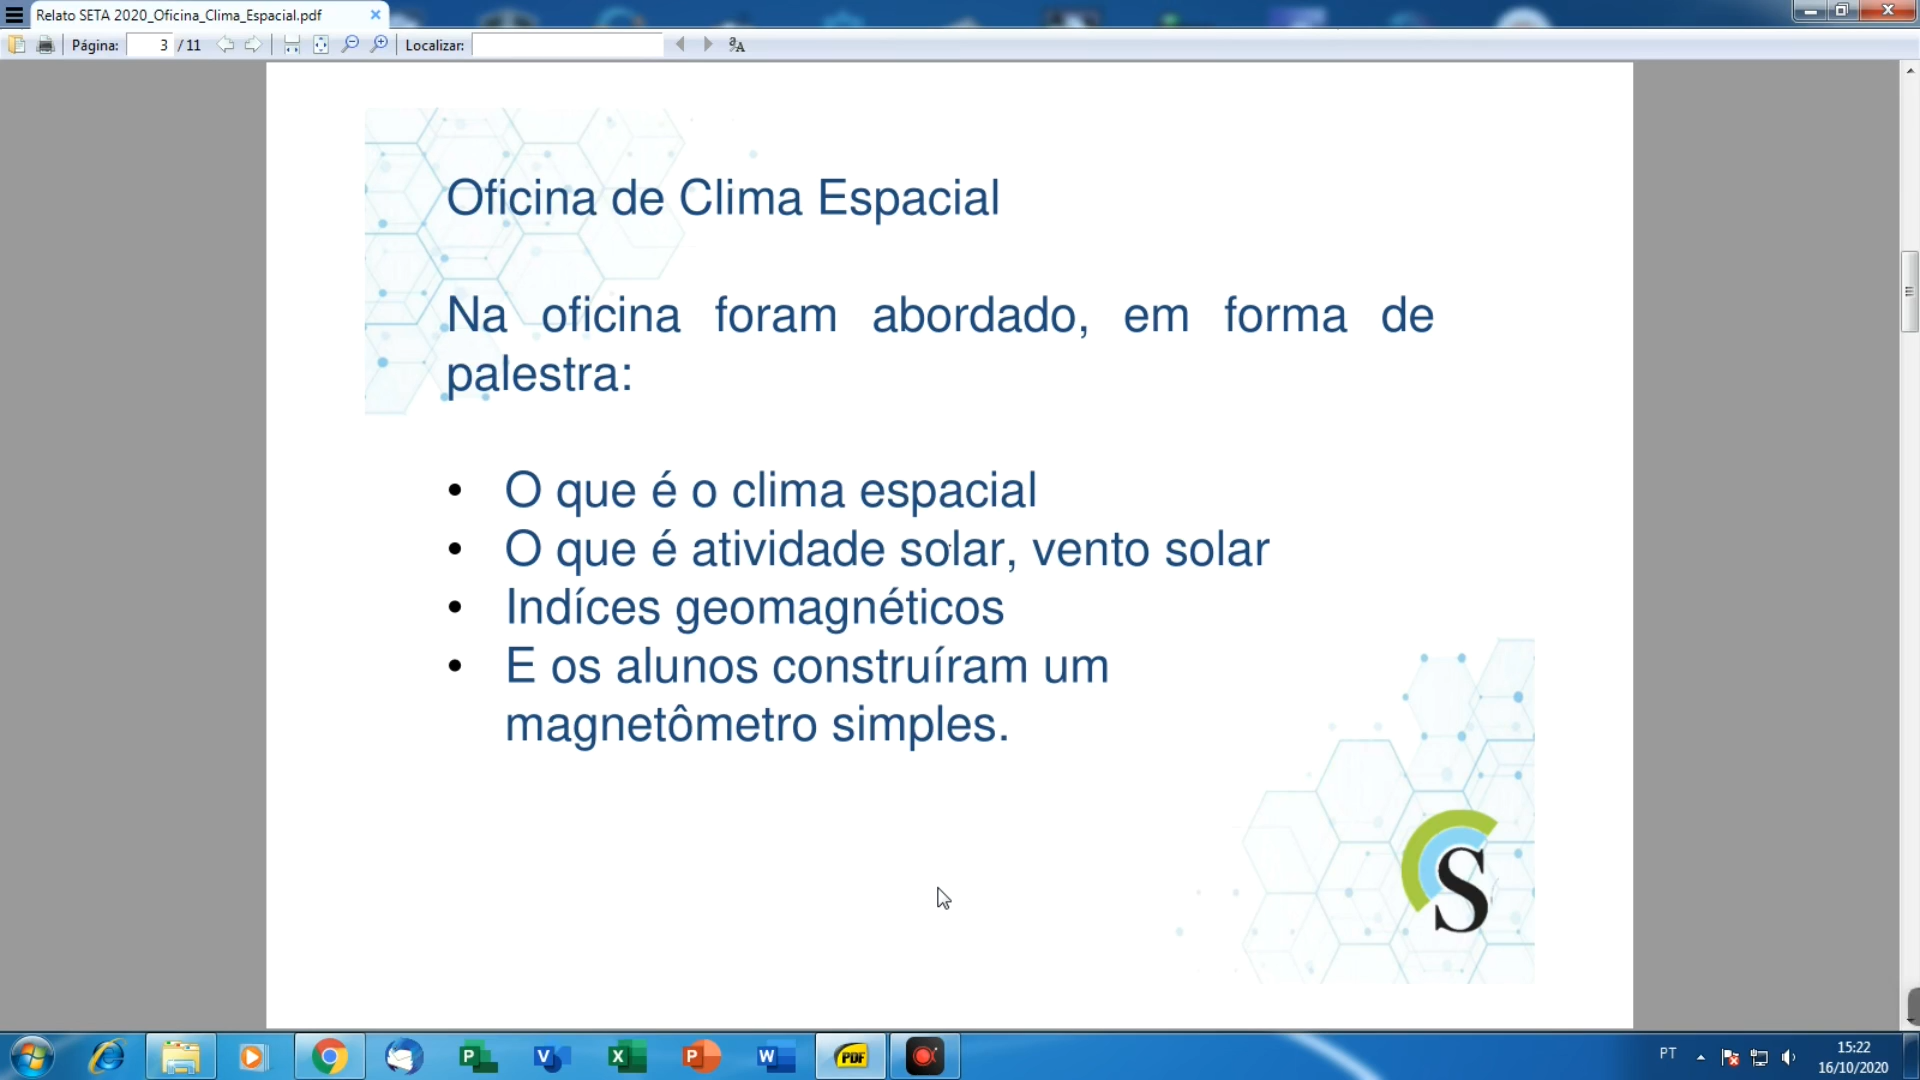 Relato SETA 2020_Oficina_Clima_Espacial.pdf
Página: 3 / 11 Localizar:
Oficina de Clima Espacial
Na oficina foram abordado, em forma de
palestra:
• O que é o clima espacial
• O que é atividade solar, vento solar
• Indíces geomagnéticos
• E os alunos construíram um
magnetômetro simples.
S
P V X P W PDF
PT
15:22
16/10/2020